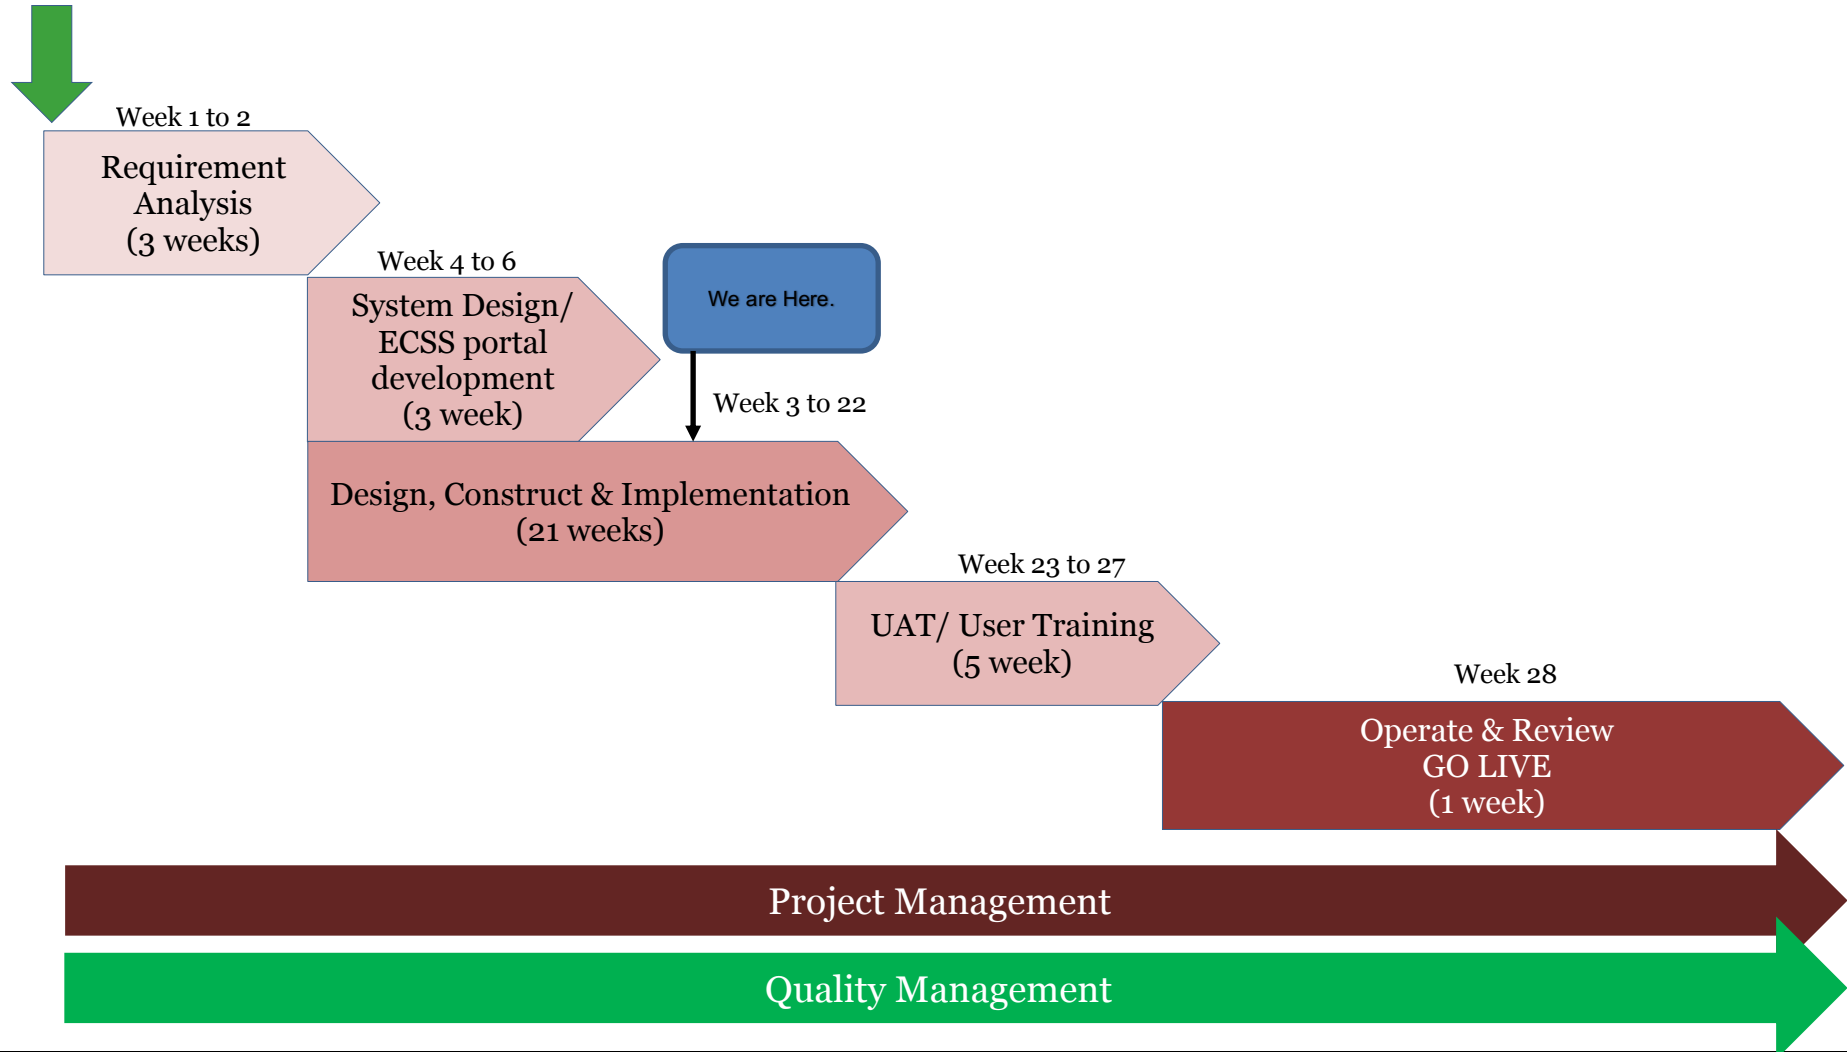 Week 1 to 2
Requirement
Analysis
(3 weeks)
Week 4 to 6
System Design/
ECSS portal
development
(3 week)
We are Here.
Week 3 to 22
Design, Construct & Implementation
(21 weeks)
Week 23 to 27
UAT/ User Training
(5 week)
Week 28
Operate & Review
GO LIVE
(1 week)
Project Management
Quality Management